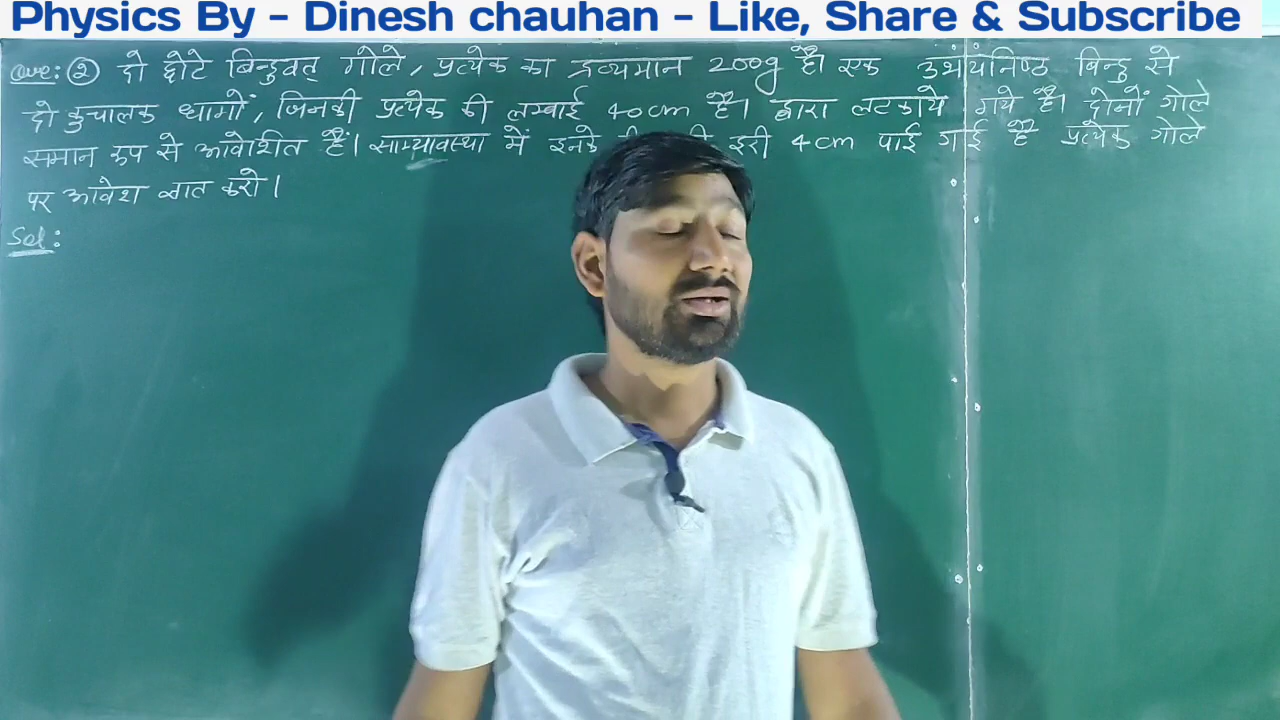 Physics By - Dinesh chauhan - Like, Share & Subscribe
Que: ② दो छोटे बिन्दुवत् गोले, प्रत्येक का द्रव्यमान 200g है। एक उभयनिष्ठ बिन्दु से
दो कुचालक धागों, जिनकी प्रत्येक की लम्बाई 40cm है। द्वारा लटकाये गये है। दोनों गोले
समान रूप से आवेशित हैं। साम्यावस्था में इनके दूरी 4cm पाई गई है प्रत्येक गोले
पर आवेश ज्ञात करो।
Sol: